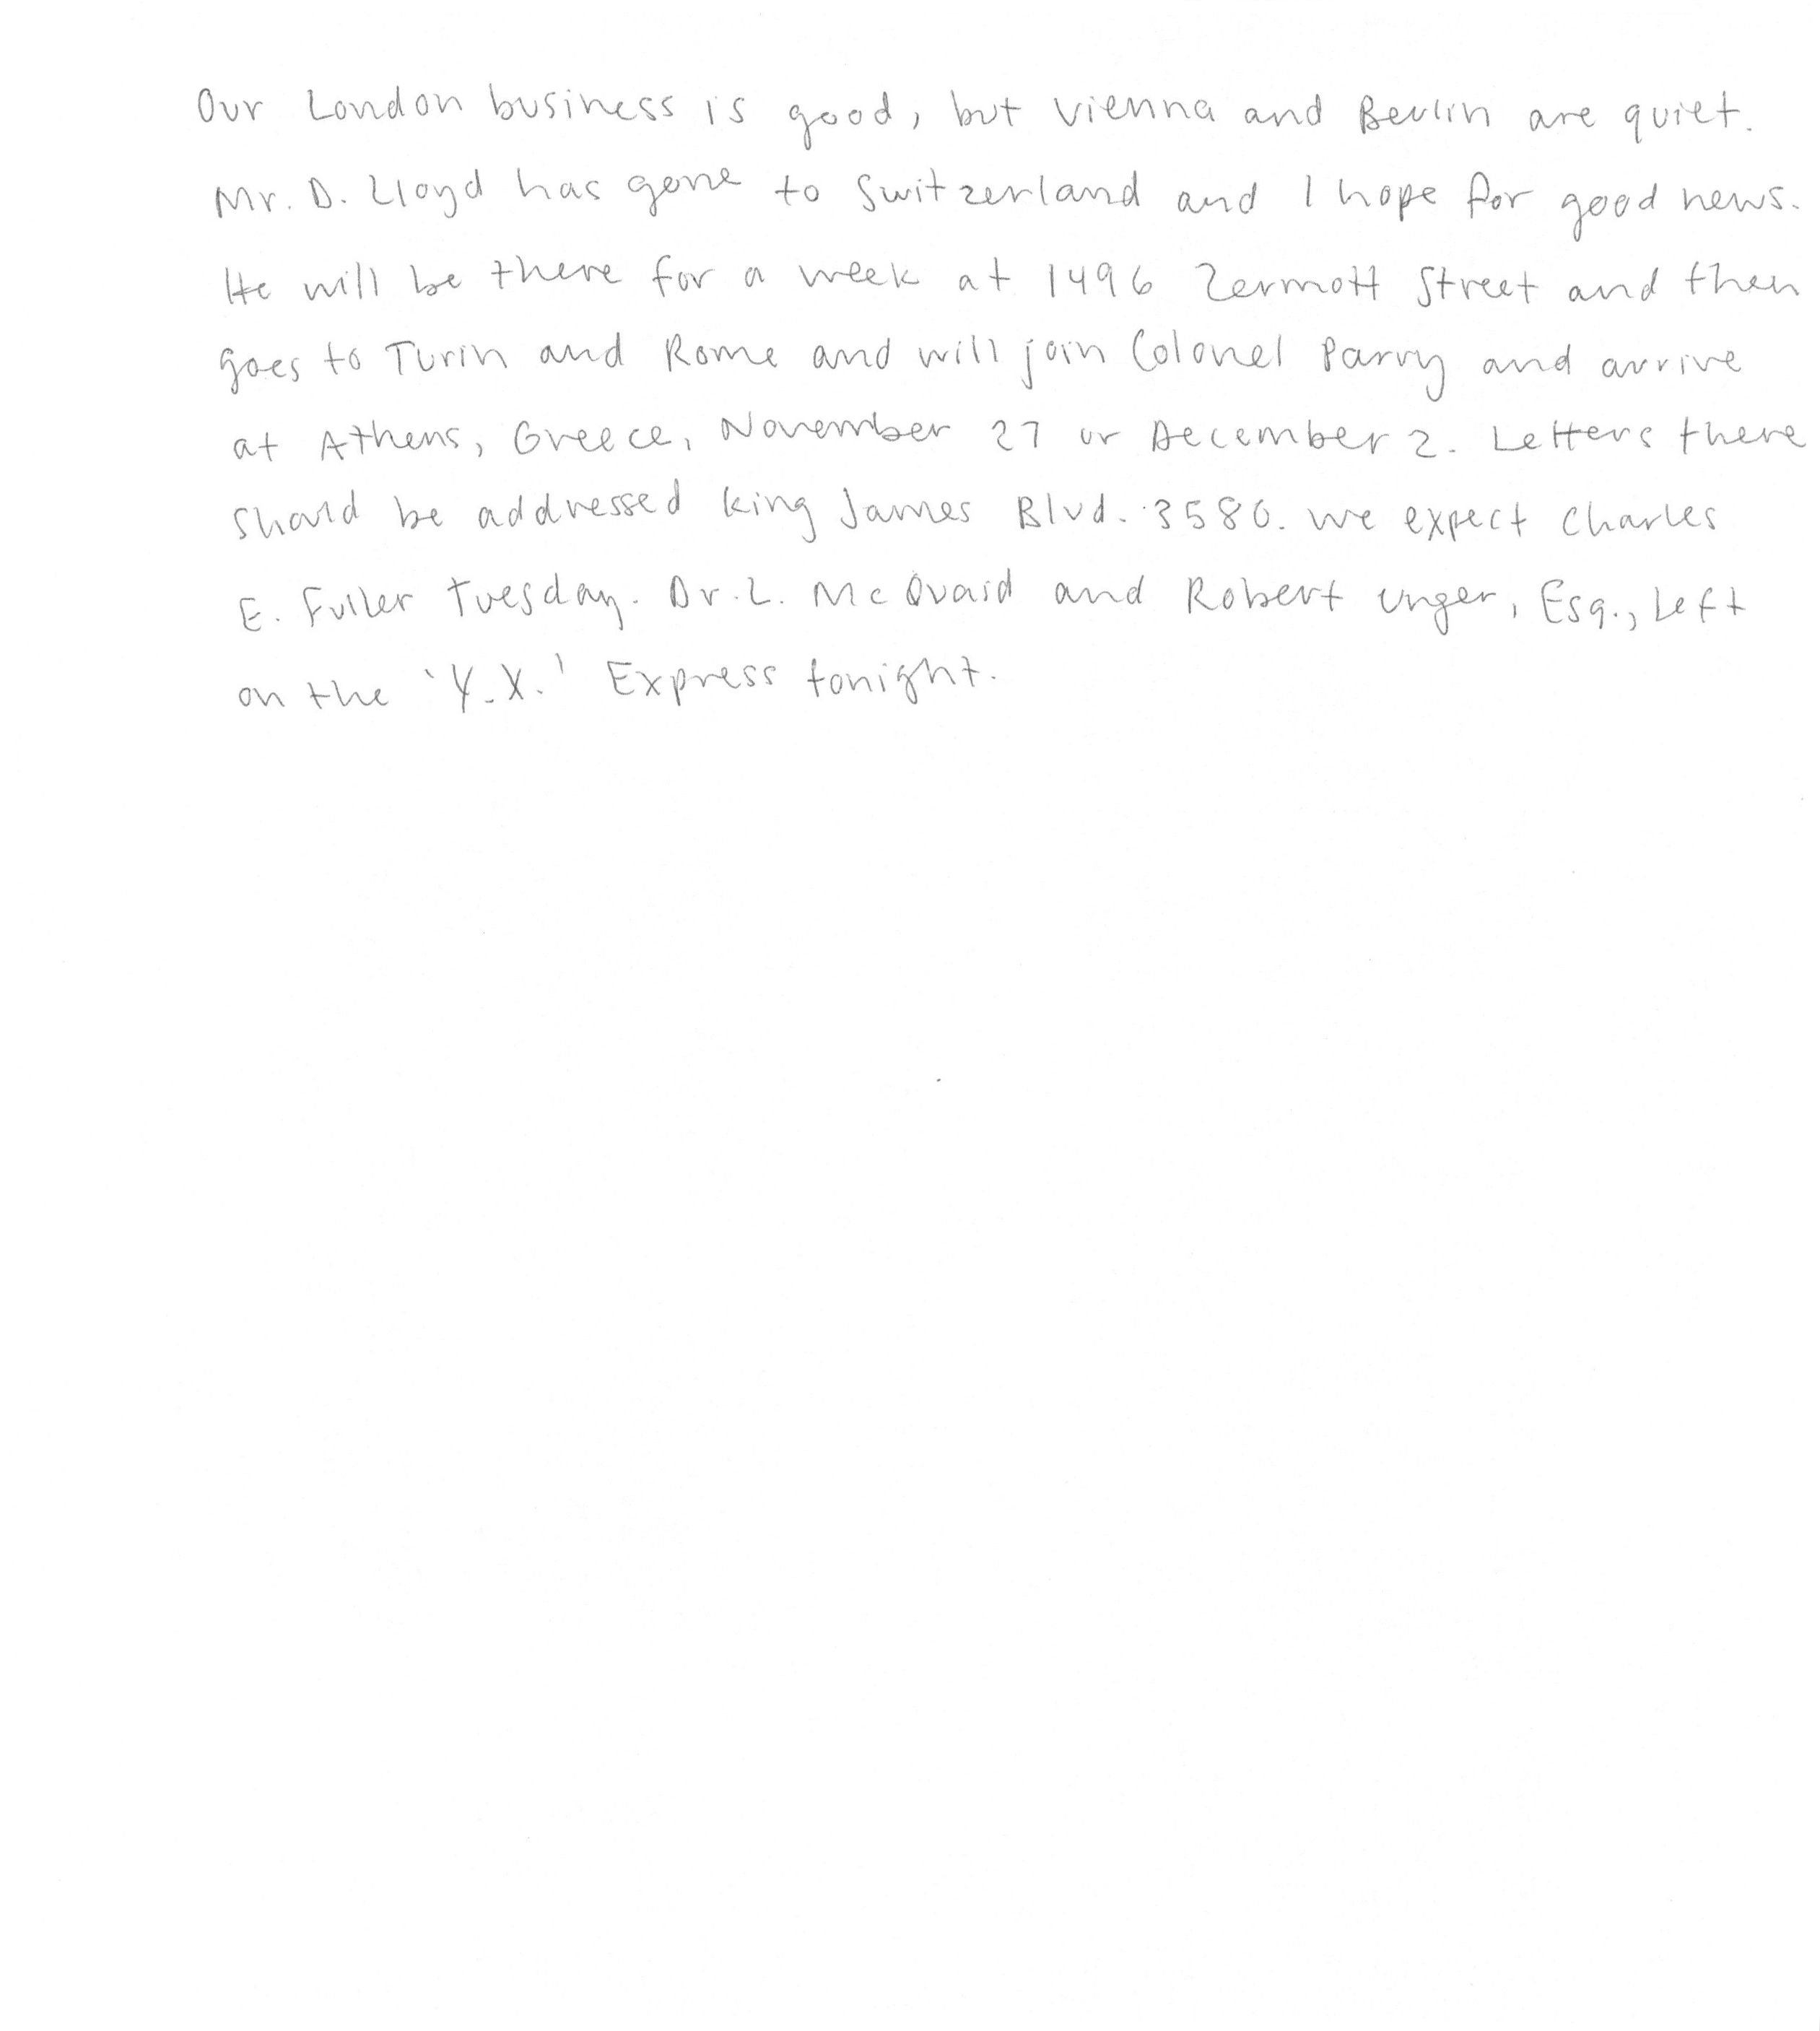 Our London business is good, but Vienna and Berlin are quiet.
Mr. D. Lloyd has gone to Switzerland and I hope for good news.
He will be there for a week at 1496 Zermott Street and then
goes to Turin and Rome and will join Colonel Parry and arrive
at Athens, Greece, November 27 or December 2. Letters there
should be addressed King James Blvd. 3580. We expect Charles
E. Fuller Tuesday. Dr. L. McQuaid and Robert Unger, Esq., Left
on the 'Y.X.' Express tonight.